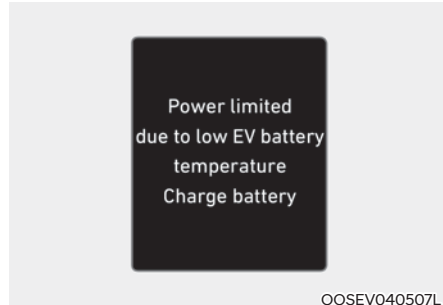 Power limited
due to low EV battery
temperature
Charge battery
OOSEV040507L